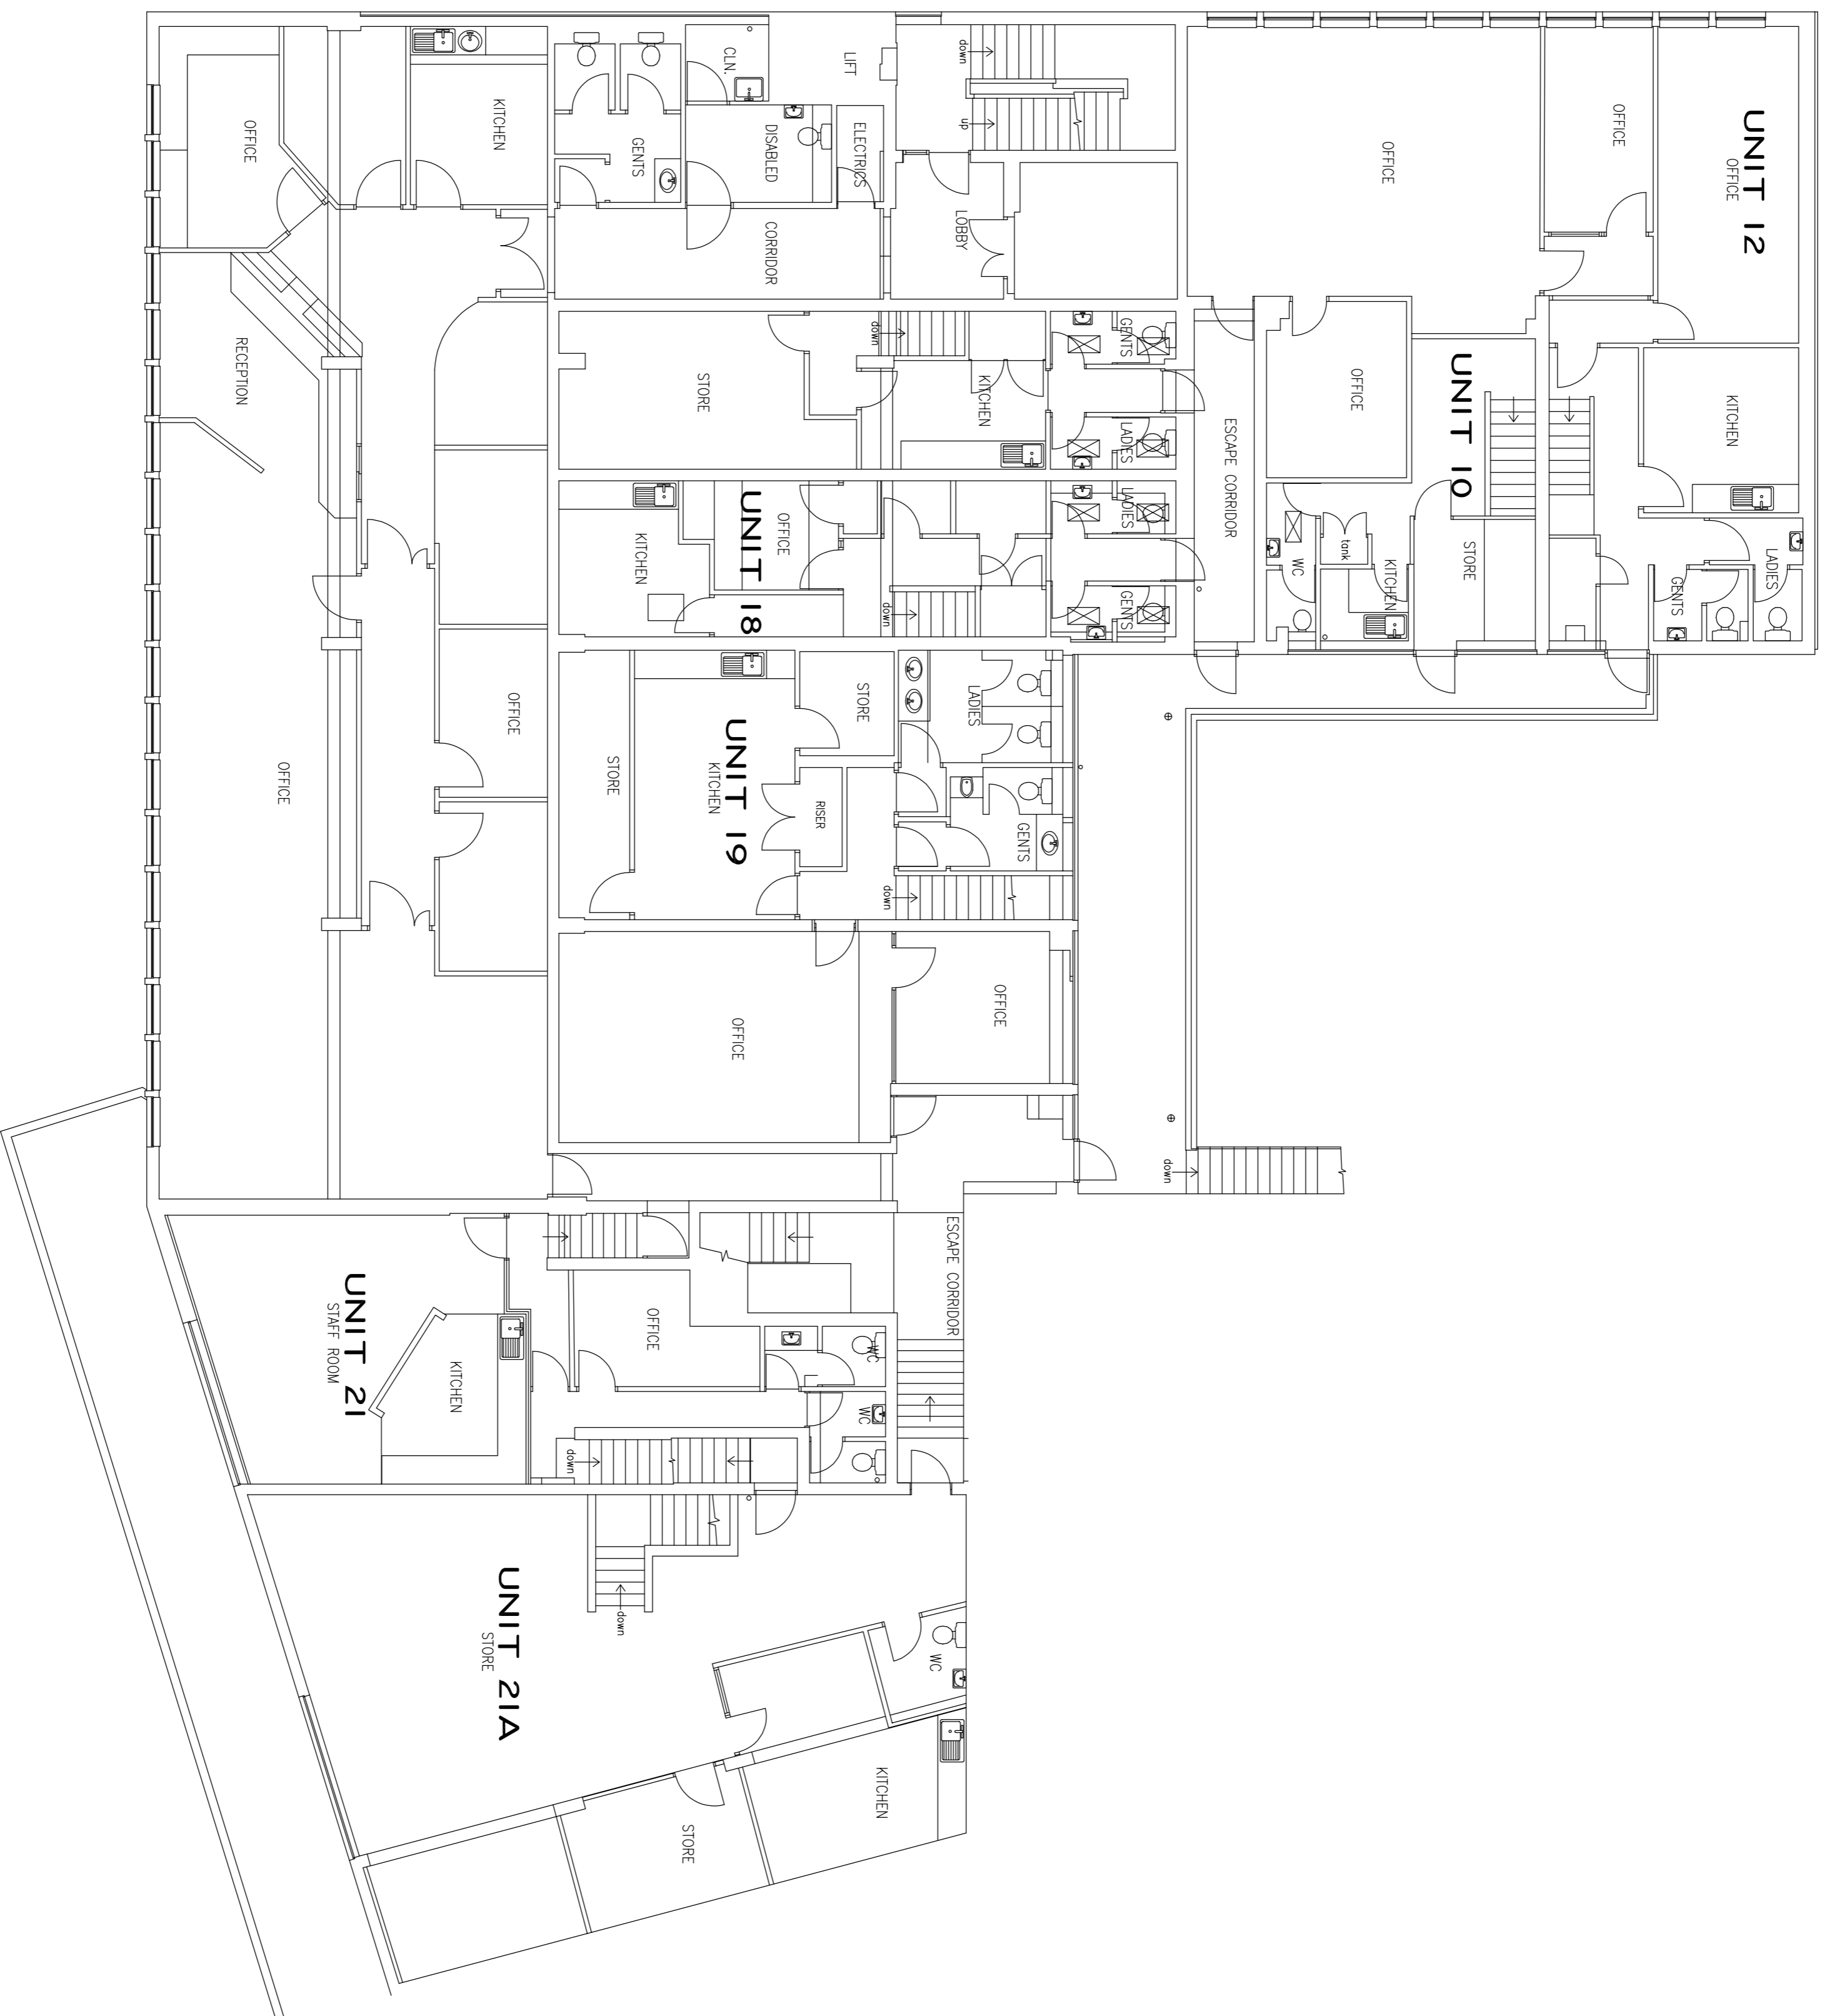 UNIT 12
OFFICE
OFFICE
OFFICE
KITCHEN
LADIES
GENTS
UNIT 10
STORE
OFFICE
KITCHEN
tank
WC
ESCAPE CORRIDOR
down
up
LOBBY
LIFT
ELECTRICS
CLN.
DISABLED
GENTS
CORRIDOR
KITCHEN
OFFICE
RECEPTION
OFFICE
OFFICE
GENTS
LADIES
KITCHEN
down
STORE
LADIES
GENTS
UNIT 18
OFFICE
KITCHEN
down
LADIES
GENTS
STORE
UNIT 19
KITCHEN
RISER
STORE
down
OFFICE
OFFICE
down
ESCAPE CORRIDOR
OFFICE
WC
WC
down
UNIT 21
STAFF ROOM
KITCHEN
UNIT 21A
STORE
down
WC
KITCHEN
STORE